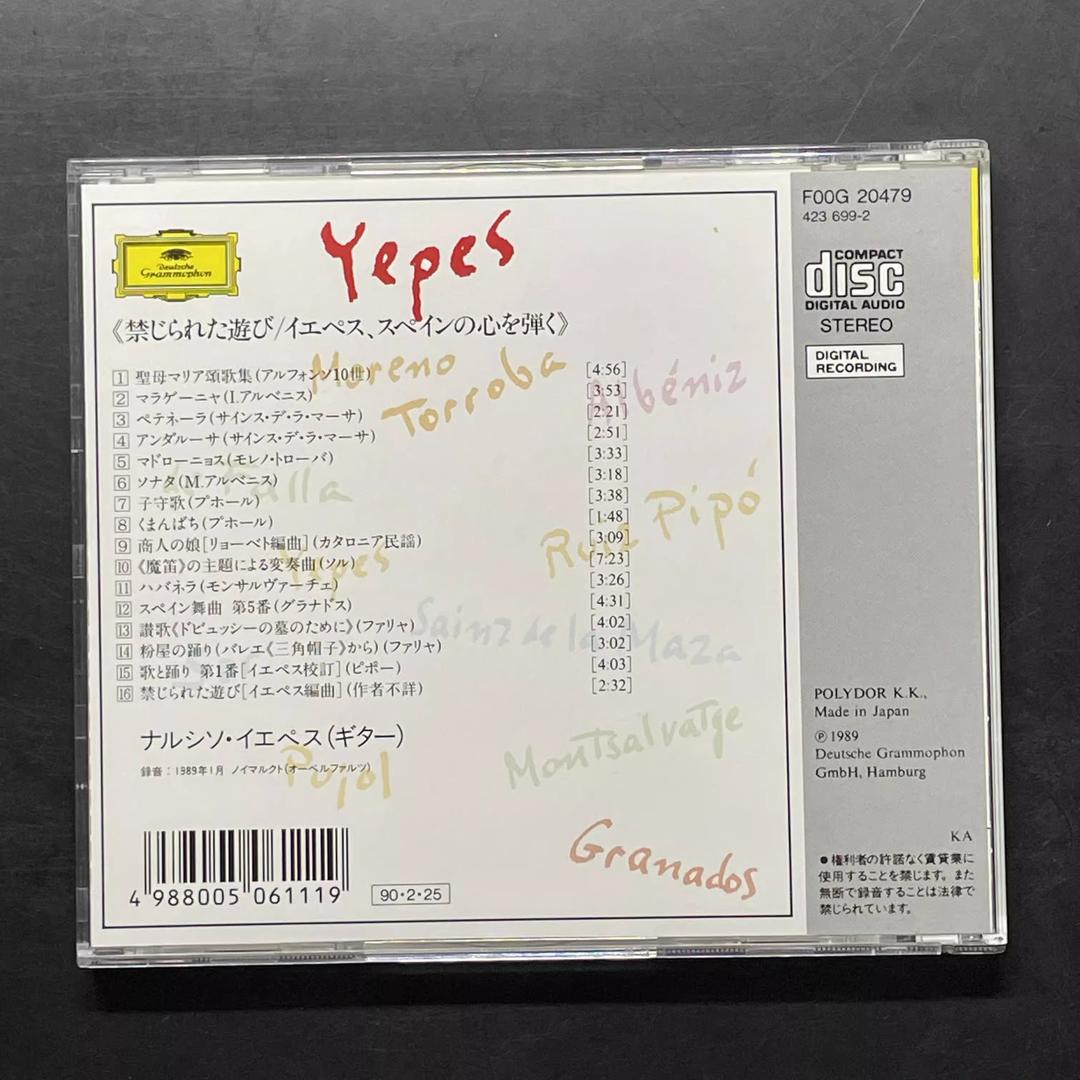 Yepes
Deutsche
Grammophon
《禁じられた遊び/イエペス、スペインの心を弾く》
1 聖母マリア頌歌集(アルフォンソ10世) [4:56]
2 マラゲーニャ(I.アルベニス) [3:53]
3 ペテネーラ(サインス・デ・ラ・マーサ) [2:21]
4 アンダルーサ(サインス・デ・ラ・マーサ) [2:51]
5 マドローニョス(モレノ・トローバ) [3:33]
6 ソナタ(M.アルベニス) [3:18]
7 子守歌(プホール) [3:38]
8 くまんばち(プホール) [1:48]
9 商人の娘[リョーベト編曲](カタロニア民謡) [3:09]
10 《魔笛》の主題による変奏曲(ソル) [7:23]
11 ハバネラ(モンサルヴァーチェ) [3:26]
12 スペイン舞曲 第5番(グラナドス) [4:31]
13 讃歌《ドビュッシーの墓のために》(ファリャ) [4:02]
14 粉屋の踊り(バレエ《三角帽子》から)(ファリャ) [3:02]
15 歌と踊り 第1番[イエペス校訂](ピポー) [4:03]
16 禁じられた遊び[イエペス編曲](作者不詳) [2:32]
ナルシソ・イエペス(ギター)
録音:1989年1月 ノイマルクト(オーベルファルツ)
Moreno
Torroba
Albéniz
de Falla
Ruiz Pipó
Yepes
Sainz de la Maza
Montsalvatge
Pujol
Granados
4 988005 061119
90・2・25
F00G 20479
423 699-2
COMPACT
disc
DIGITAL AUDIO
STEREO
DIGITAL
RECORDING
POLYDOR K.K.,
Made in Japan
Ⓟ1989
Deutsche Grammophon
GmbH, Hamburg
KA
●権利者の許諾なく賃貸業に
使用することを禁じます。また
無断で録音することは法律で
禁じられています。